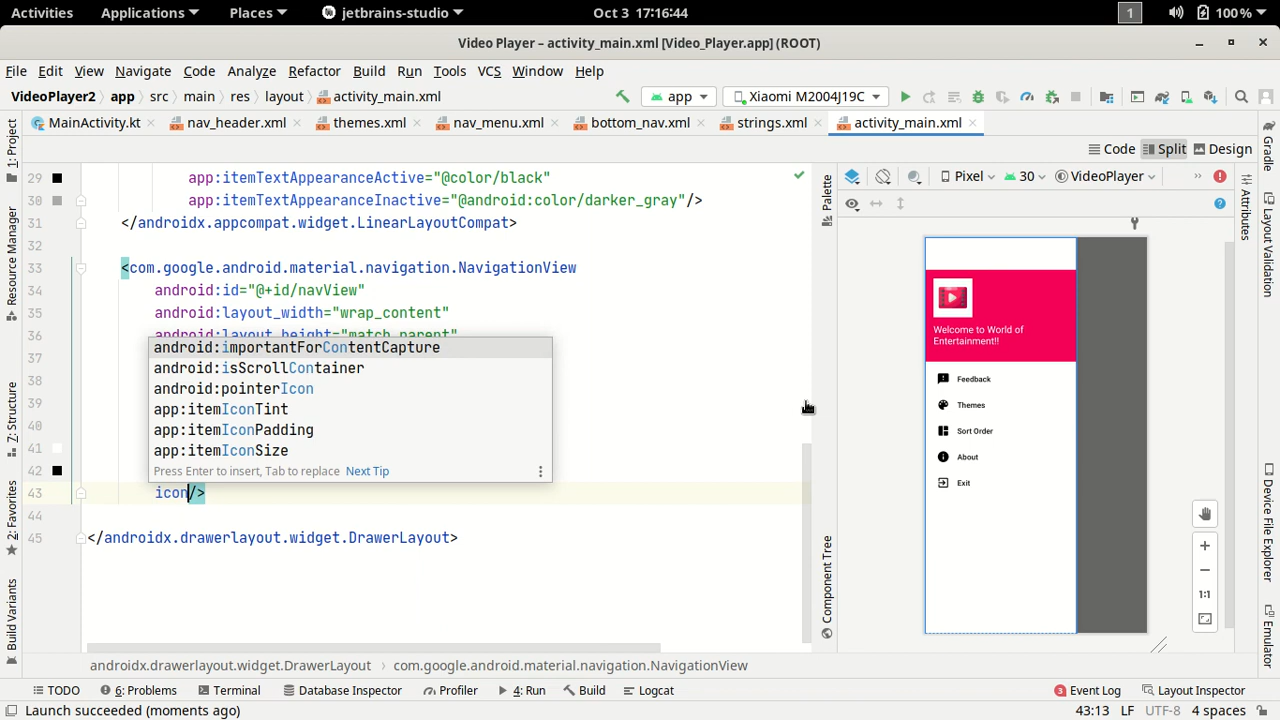 Activities Applications Places jetbrains-studio Oct 3 17:16:44 1 100%
Video Player – activity_main.xml [Video_Player.app] (ROOT)
File Edit View Navigate Code Analyze Refactor Build Run Tools VCS Window Help
VideoPlayer2 app src main res layout activity_main.xml app Xiaomi M2004J19C
MainActivity.kt nav_header.xml themes.xml nav_menu.xml bottom_nav.xml strings.xml activity_main.xml
Code Split Design
1: Project
Resource Manager
Z: Structure
2: Favorites
Build Variants
29 app:itemTextAppearanceActive="@color/black"
30 app:itemTextAppearanceInactive="@android:color/darker_gray"/>
31 </androidx.appcompat.widget.LinearLayoutCompat>
32
33 <com.google.android.material.navigation.NavigationView
34 android:id="@+id/navView"
35 android:layout_width="wrap_content"
36 android:layout_height="match_parent"
37
38
39
40
41
42
android:importantForContentCapture
android:isScrollContainer
android:pointerIcon
app:itemIconTint
app:itemIconPadding
app:itemIconSize
Press Enter to insert, Tab to replace Next Tip
43 icon/>
44
45 </androidx.drawerlayout.widget.DrawerLayout>
androidx.drawerlayout.widget.DrawerLayout com.google.android.material.navigation.NavigationView
Palette
Component Tree
Pixel 30 VideoPlayer
Welcome to World of
Entertainment!!
Feedback
Themes
Sort Order
About
Exit
1:1
Attributes
Gradle
Layout Validation
Device File Explorer
Emulator
TODO 6: Problems Terminal Database Inspector Profiler 4: Run Build Logcat 3 Event Log Layout Inspector
Launch succeeded (moments ago) 43:13 LF UTF-8 4 spaces